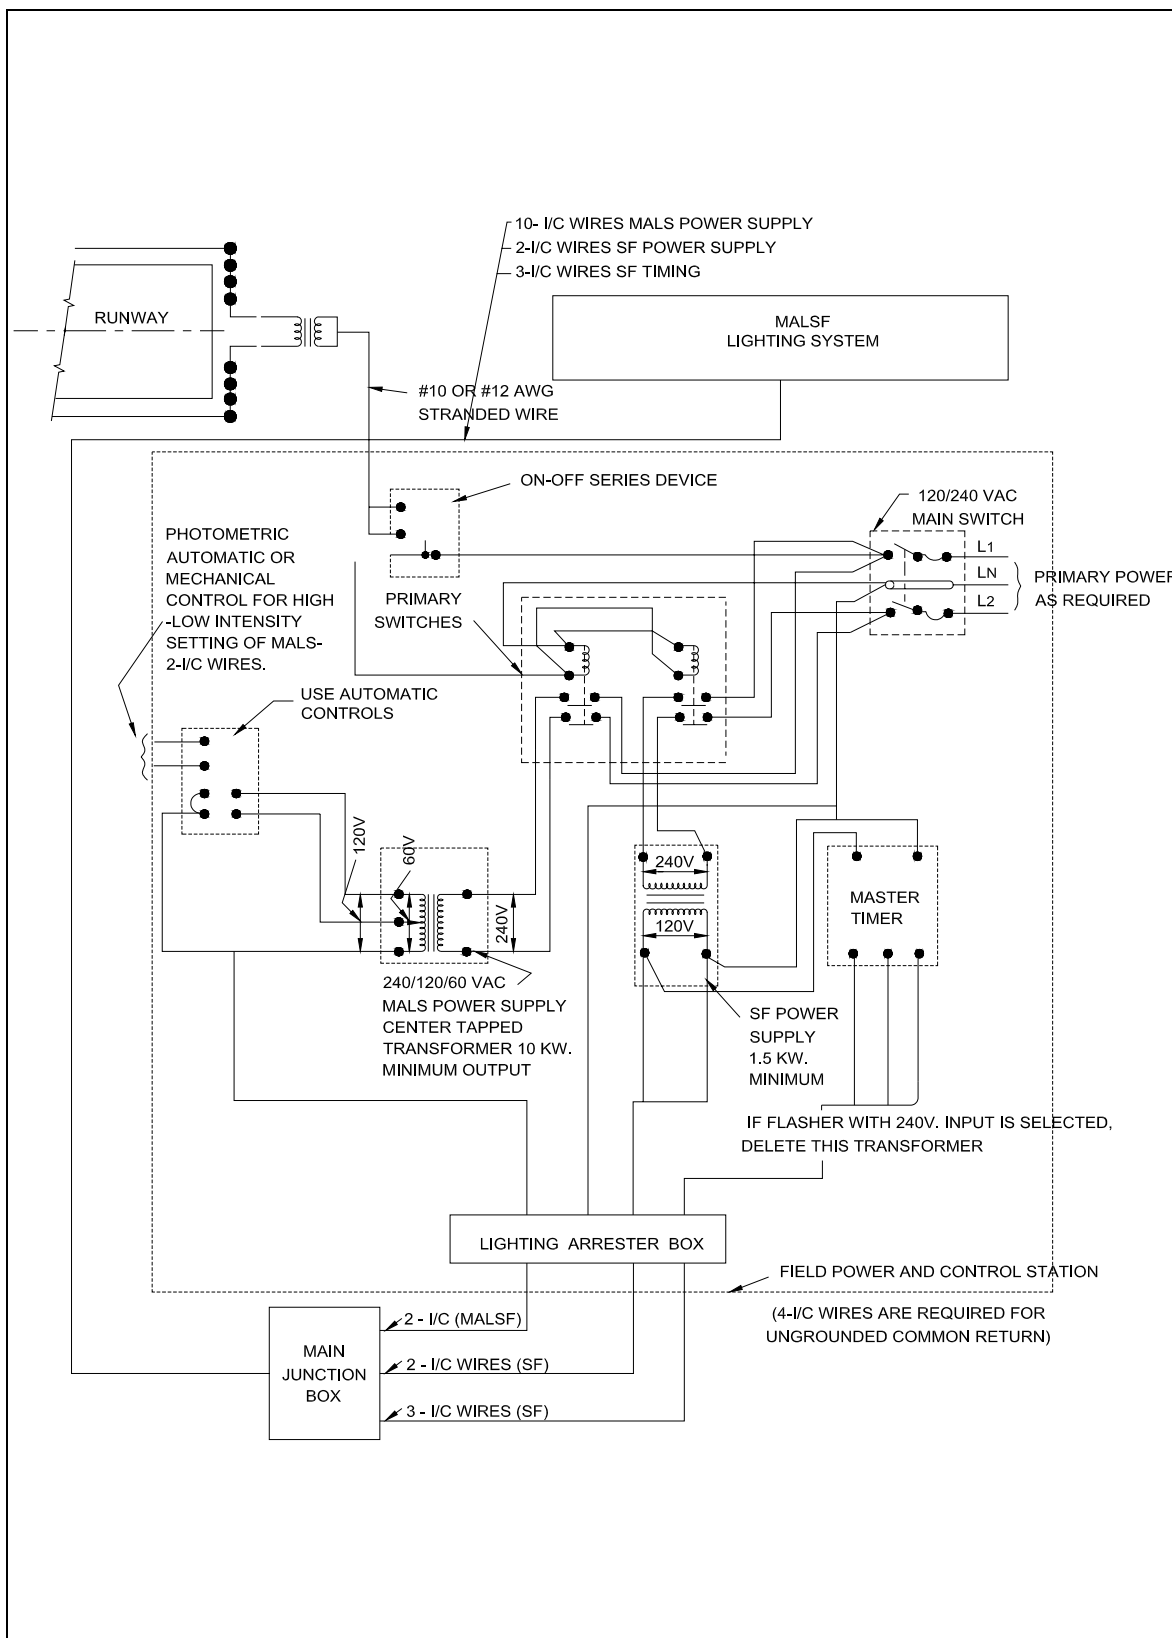 10- I/C WIRES MALS POWER SUPPLY
2-I/C WIRES SF POWER SUPPLY
3-I/C WIRES SF TIMING
RUNWAY
MALSF
LIGHTING SYSTEM
#10 OR #12 AWG
STRANDED WIRE
ON-OFF SERIES DEVICE
120/240 VAC
MAIN SWITCH
L1
LN
L2
PRIMARY POWER
AS REQUIRED
PHOTOMETRIC
AUTOMATIC OR
MECHANICAL
CONTROL FOR HIGH
-LOW INTENSITY
SETTING OF MALS-
2-I/C WIRES.
PRIMARY
SWITCHES
USE AUTOMATIC
CONTROLS
120V
60V
240V
240V
120V
MASTER
TIMER
240/120/60 VAC
MALS POWER SUPPLY
CENTER TAPPED
TRANSFORMER 10 KW.
MINIMUM OUTPUT
SF POWER
SUPPLY
1.5 KW.
MINIMUM
IF FLASHER WITH 240V. INPUT IS SELECTED,
DELETE THIS TRANSFORMER
LIGHTING ARRESTER BOX
FIELD POWER AND CONTROL STATION
(4-I/C WIRES ARE REQUIRED FOR
UNGROUNDED COMMON RETURN)
MAIN
JUNCTION
BOX
2 - I/C (MALSF)
2 - I/C WIRES (SF)
3 - I/C WIRES (SF)